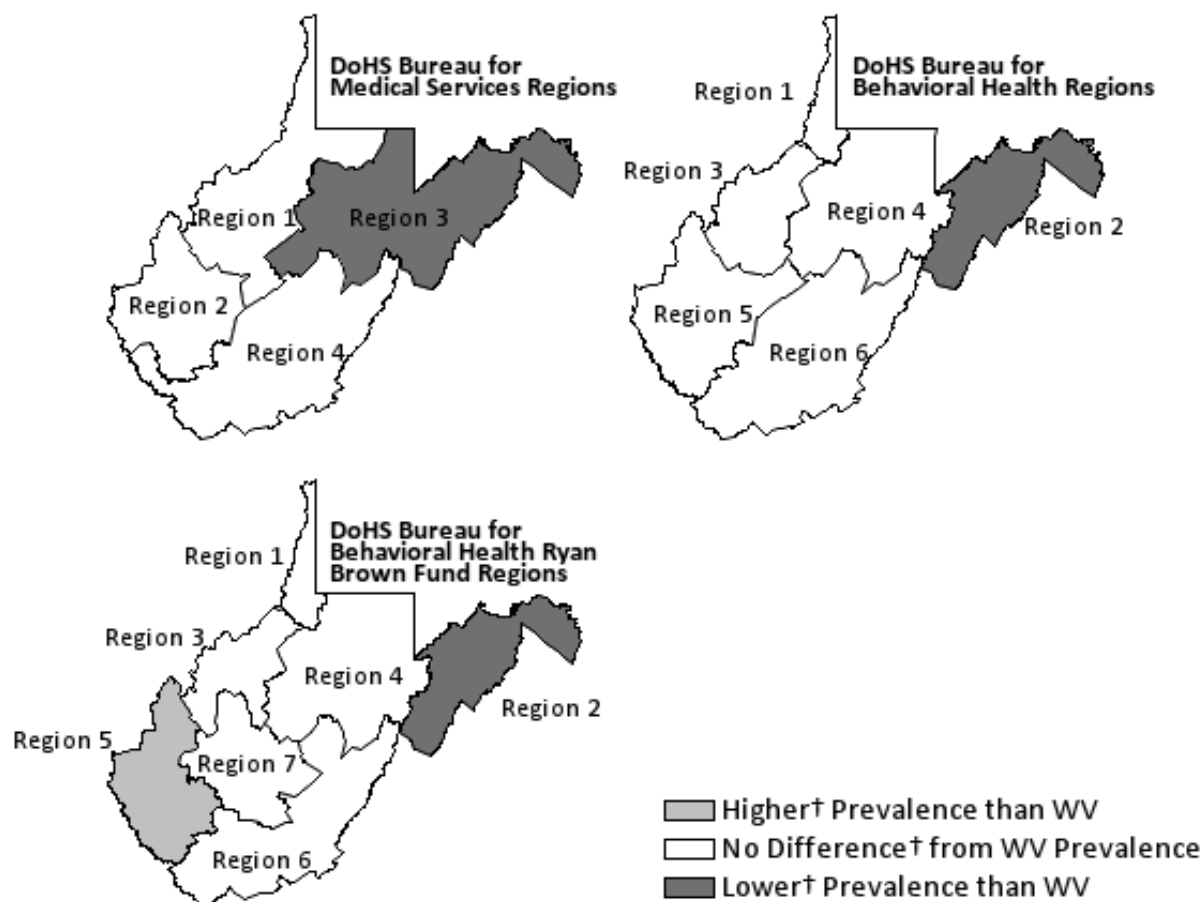 DoHS Bureau for
Medical Services Regions
Region 1
Region 3
Region 2
Region 4
DoHS Bureau for
Behavioral Health Regions
Region 1
Region 3
Region 4
Region 2
Region 5
Region 6
DoHS Bureau for
Behavioral Health Ryan
Brown Fund Regions
Region 1
Region 3
Region 4
Region 2
Region 5
Region 7
Region 6
Higher† Prevalence than WV
No Difference† from WV Prevalence
Lower† Prevalence than WV